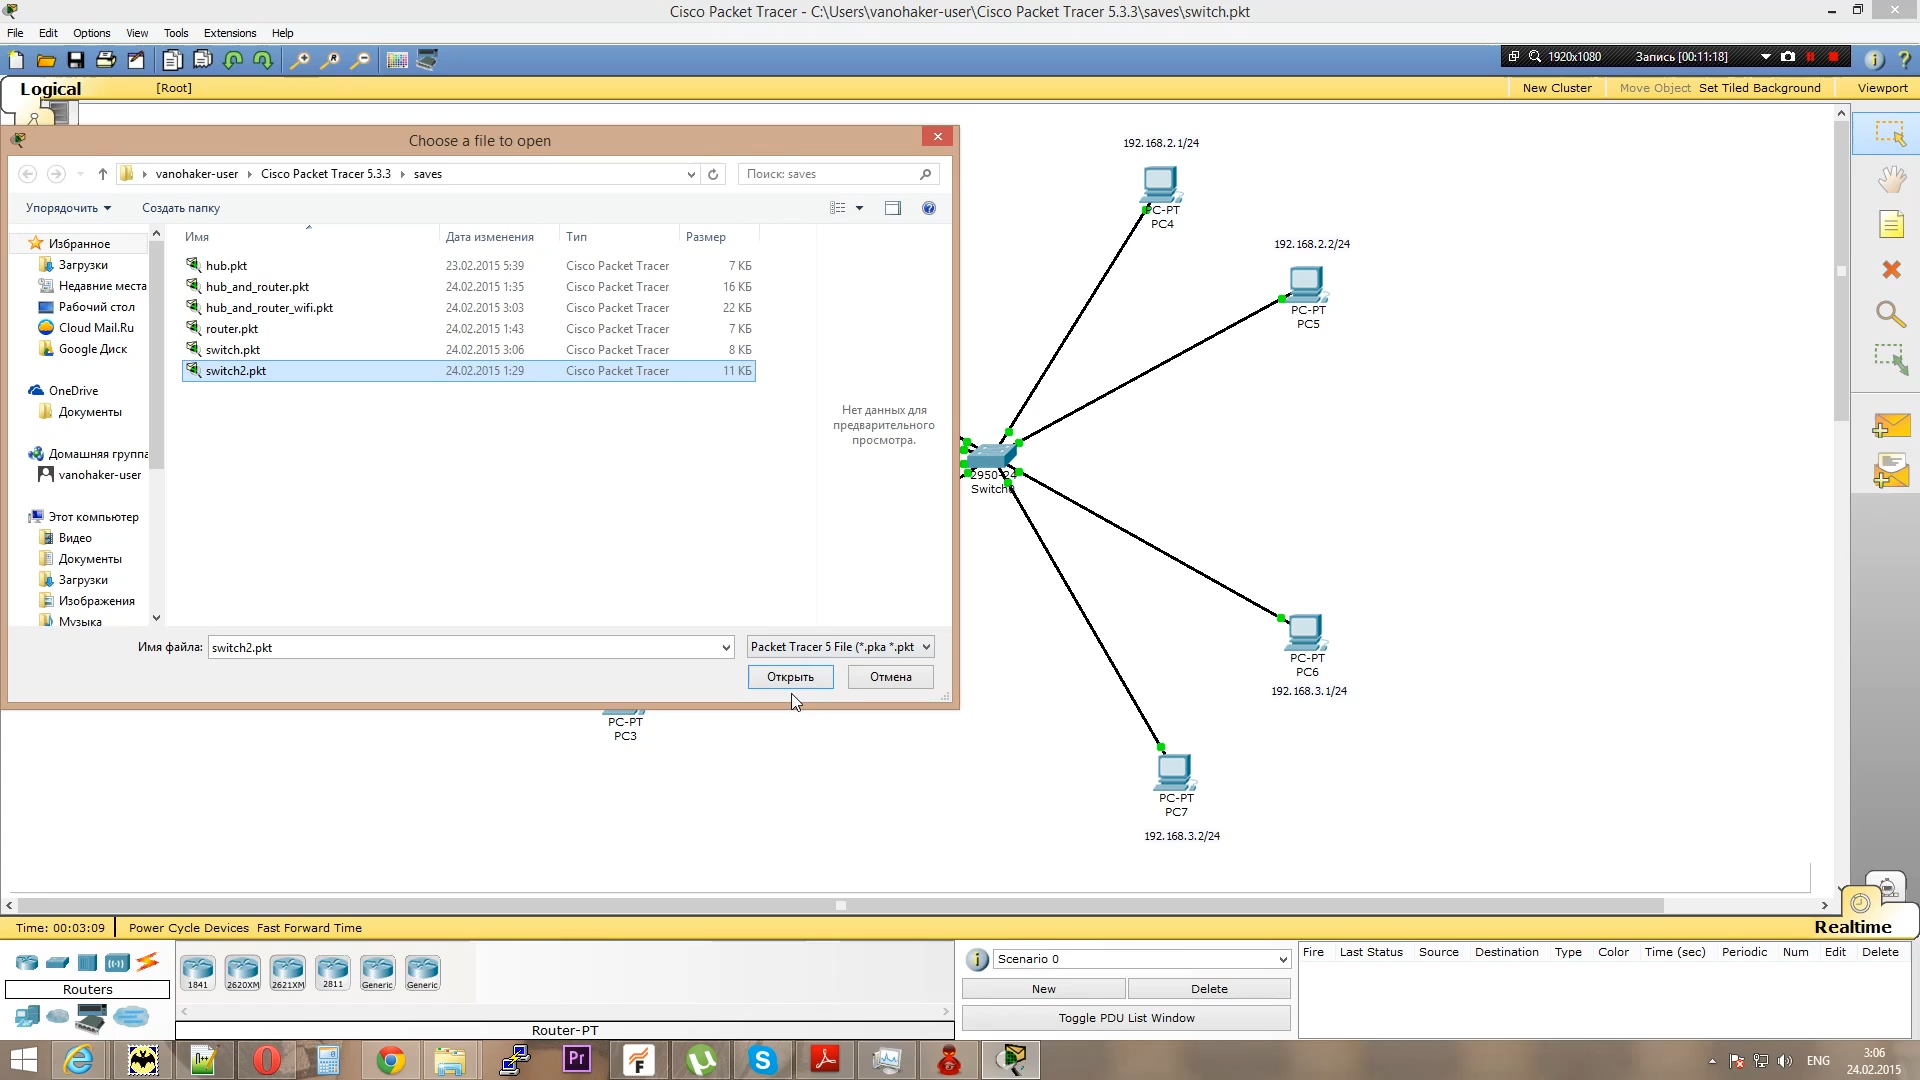 Cisco Packet Tracer - C:\Users\vanohaker-user\Cisco Packet Tracer 5.3.3\saves\switch.pkt
File Edit Options View Tools Extensions Help
1920x1080 Запись [00:11:18]
Logical [Root] New Cluster Move Object Set Tiled Background Viewport
Choose a file to open
vanohaker-user Cisco Packet Tracer 5.3.3 saves Поиск: saves
Упорядочить Создать папку
Имя Дата изменения Тип Размер
hub.pkt 23.02.2015 5:39 Cisco Packet Tracer 7 КБ
hub_and_router.pkt 24.02.2015 1:35 Cisco Packet Tracer 16 КБ
hub_and_router_wifi.pkt 24.02.2015 3:03 Cisco Packet Tracer 22 КБ
router.pkt 24.02.2015 1:43 Cisco Packet Tracer 7 КБ
switch.pkt 24.02.2015 3:06 Cisco Packet Tracer 8 КБ
switch2.pkt 24.02.2015 1:29 Cisco Packet Tracer 11 КБ
Избранное
Загрузки
Недавние места
Рабочий стол
Cloud Mail.Ru
Google Диск
OneDrive
Документы
Домашняя группа
vanohaker-user
Этот компьютер
Видео
Документы
Загрузки
Изображения
Музыка
Нет данных для
предварительного
просмотра.
Имя файла: switch2.pkt Packet Tracer 5 File (*.pka *.pkt
Открыть Отмена
192.168.2.1/24
PC-PT
PC4
192.168.2.2/24
PC-PT
PC5
2950-24
Switch0
PC-PT
PC6
192.168.3.1/24
PC-PT
PC3
PC-PT
PC7
192.168.3.2/24
Time: 00:03:09 Power Cycle Devices Fast Forward Time Realtime
Routers
1841 2620XM 2621XM 2811 Generic Generic
Router-PT
Scenario 0
New Delete
Toggle PDU List Window
Fire Last Status Source Destination Type Color Time (sec) Periodic Num Edit Delete
Pr
ENG
3:06
24.02.2015